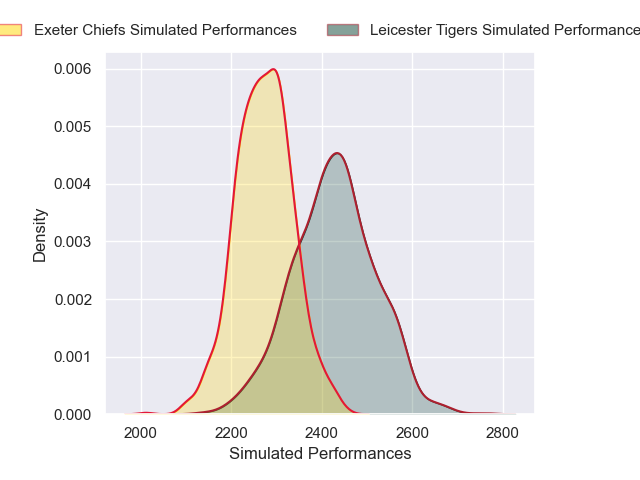 Exeter Chiefs Simulated Performances Leicester Tigers Simulated Performance
0.006
0.005
0.004
0.003
0.002
0.001
0.000
Density
2000 2200 2400 2600 2800
Simulated Performances